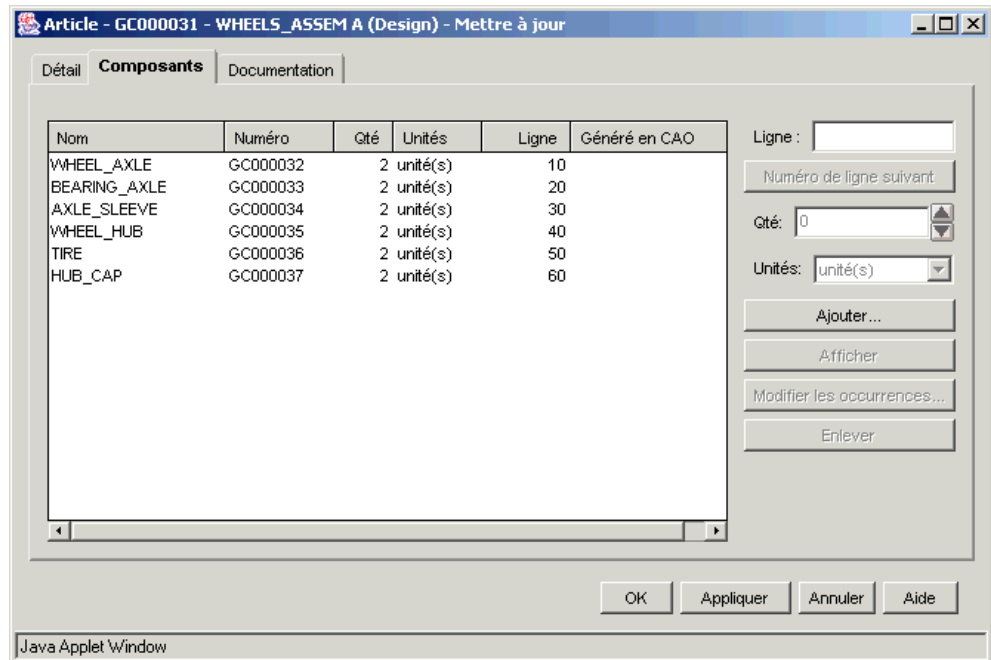 Article - GC000031 - WHEELS_ASSEM A (Design) - Mettre à jour
Détail Composants Documentation
Nom Numéro Qté Unités Ligne Généré en CAO
WHEEL_AXLE GC000032 2 unité(s) 10
BEARING_AXLE GC000033 2 unité(s) 20
AXLE_SLEEVE GC000034 2 unité(s) 30
WHEEL_HUB GC000035 2 unité(s) 40
TIRE GC000036 2 unité(s) 50
HUB_CAP GC000037 2 unité(s) 60
Ligne :
Numéro de ligne suivant
Qté: 0
Unités: unité(s)
Ajouter...
Afficher
Modifier les occurrences...
Enlever
OK Appliquer Annuler Aide
Java Applet Window